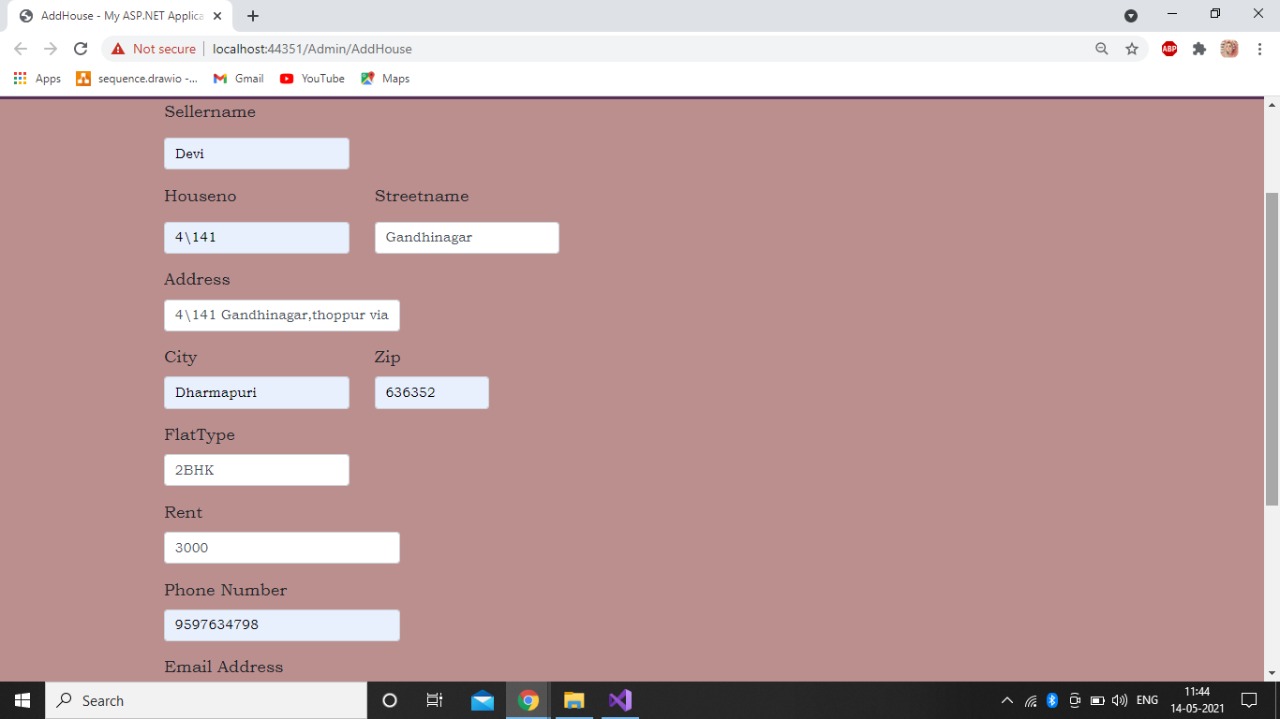 AddHouse - My ASP.NET Applica
Not secure localhost:44351/Admin/AddHouse ABP
Apps sequence.drawio -... Gmail YouTube Maps
Sellername
Devi
Houseno Streetname
4\141 Gandhinagar
Address
4\141 Gandhinagar,thoppur via
City Zip
Dharmapuri 636352
FlatType
2BHK
Rent
3000
Phone Number
9597634798
Email Address
Search ENG 11:44
14-05-2021